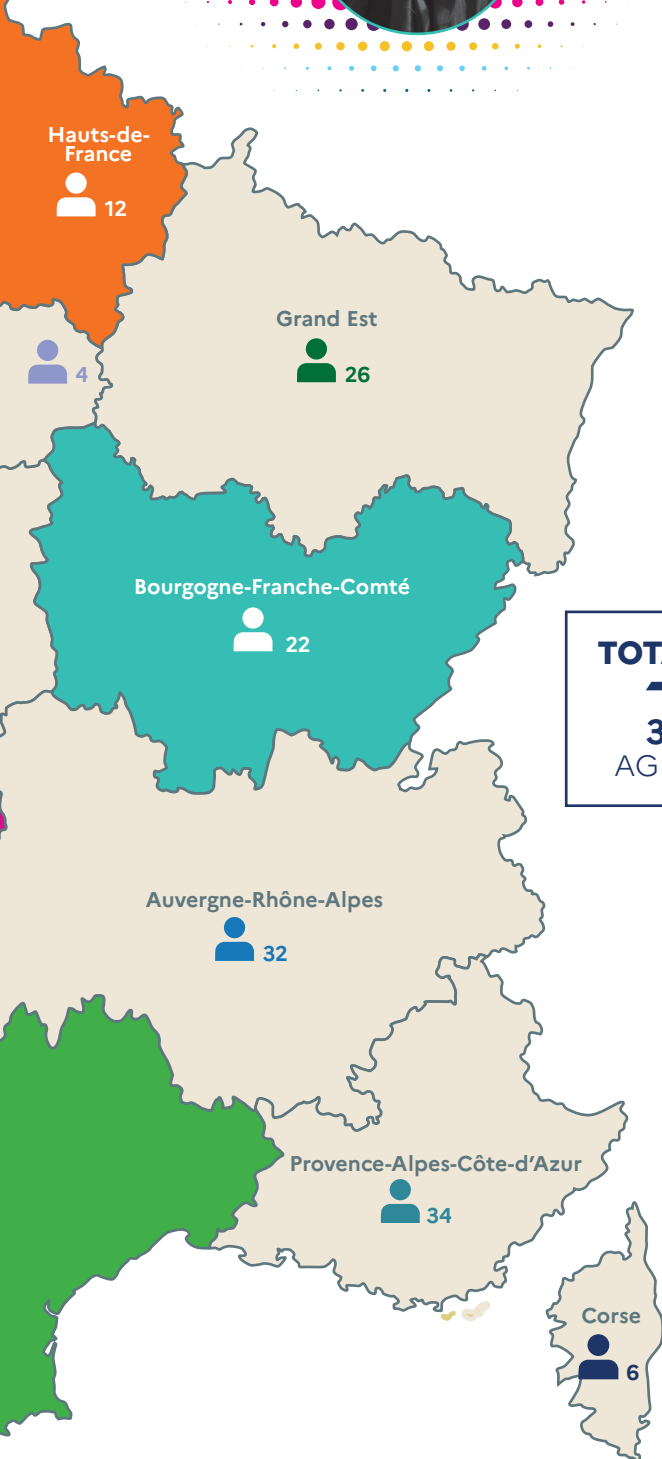 Hauts-de-
France
12
Grand Est
26
4
Bourgogne-Franche-Comté
22
3
AG
Auvergne-Rhône-Alpes
32
Provence-Alpes-Côte-d'Azur
34
Corse
6